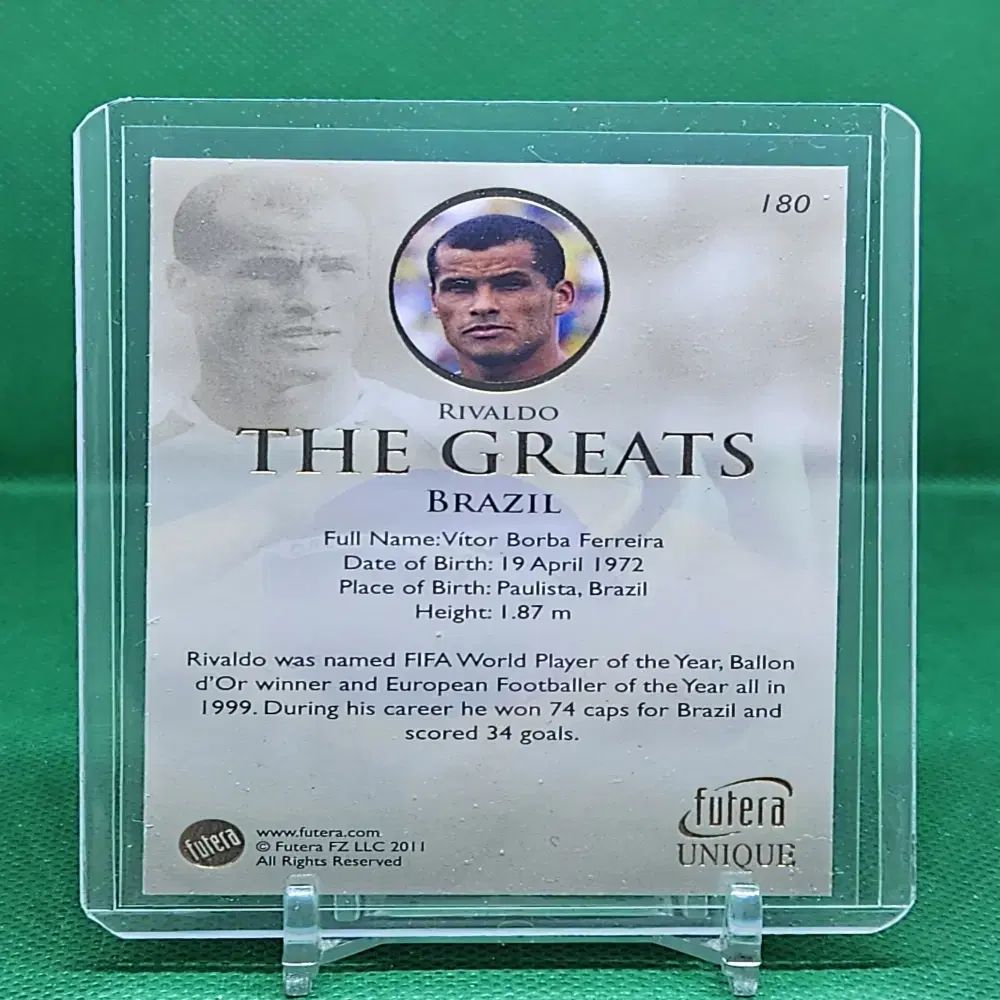 180
RIVALDO
THE GREATS
BRAZIL
Full Name: Vítor Borba Ferreira
Date of Birth: 19 April 1972
Place of Birth: Paulista, Brazil
Height: 1.87 m
Rivaldo was named FIFA World Player of the Year, Ballon
d'Or winner and European Footballer of the Year all in
1999. During his career he won 74 caps for Brazil and
scored 34 goals.
futera
UNIQUE
futera
www.futera.com
© Futera FZ LLC 2011
All Rights Reserved